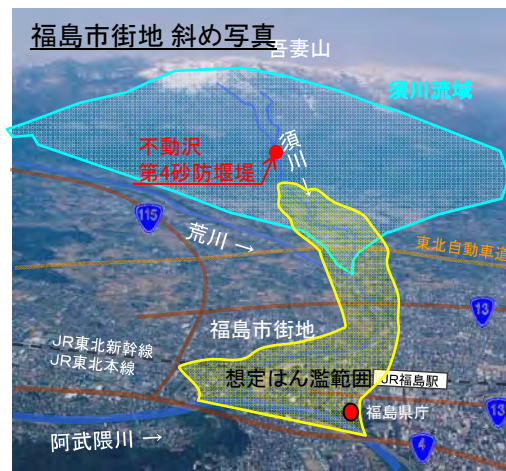 福島市街地 斜め写真
吾妻山
須川流域
不動沢
第4砂防堰堤
須川→
115
荒川 →
東北自動車道
13
福島市街地
JR東北新幹線
JR東北本線
想定はん濫範囲
JR福島駅
福島県庁
13
4
阿武隈川 →